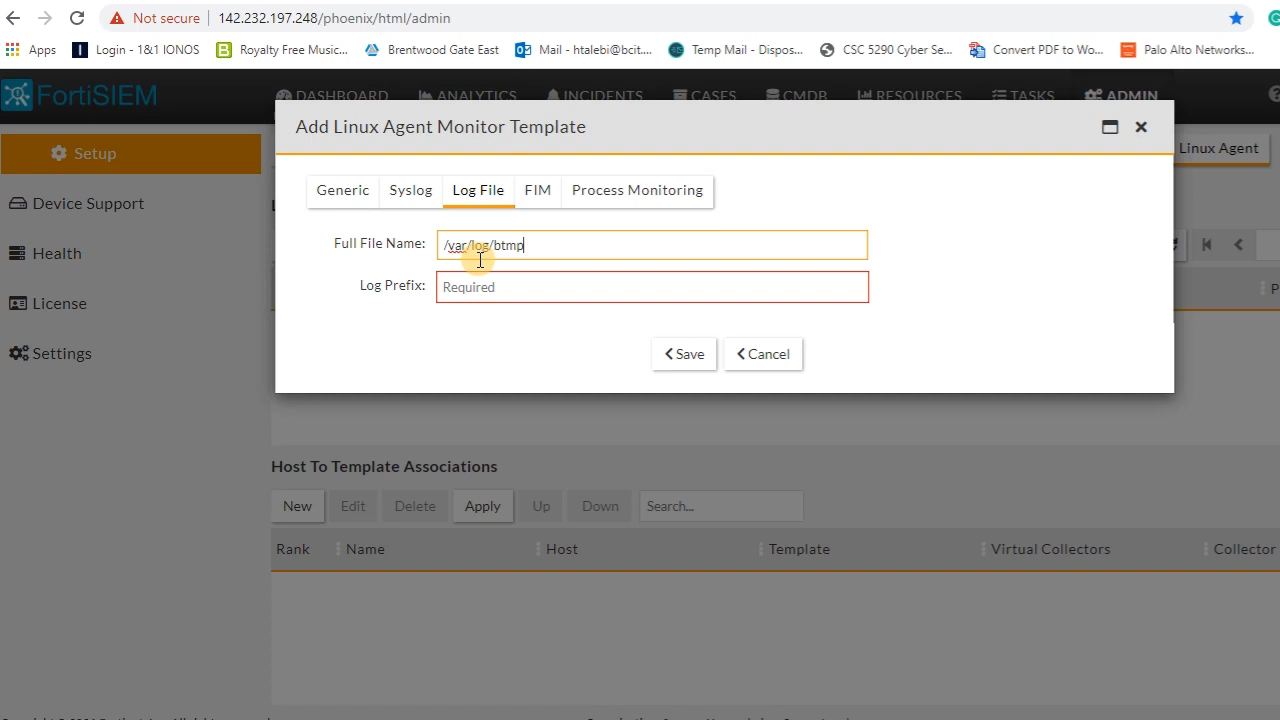 Not secure | 142.232.197.248/phoenix/html/admin
Apps Login - 1&1 IONOS Royalty Free Music... Brentwood Gate East Mail - htalebi@bcit.... Temp Mail - Dispos... CSC 5290 Cyber Se... Convert PDF to Wo... Palo Alto Networks...
FortiSIEM DASHBOARD ANALYTICS INCIDENTS CASES CMDB RESOURCES TASKS ADMIN
Add Linux Agent Monitor Template
Setup
Linux Agent
Generic Syslog Log File FIM Process Monitoring
Device Support
Full File Name: /var/log/btmp
Health
Log Prefix: Required
License
Settings
Save Cancel
Host To Template Associations
New Edit Delete Apply Up Down Search...
Rank Name Host Template Virtual Collectors Collector